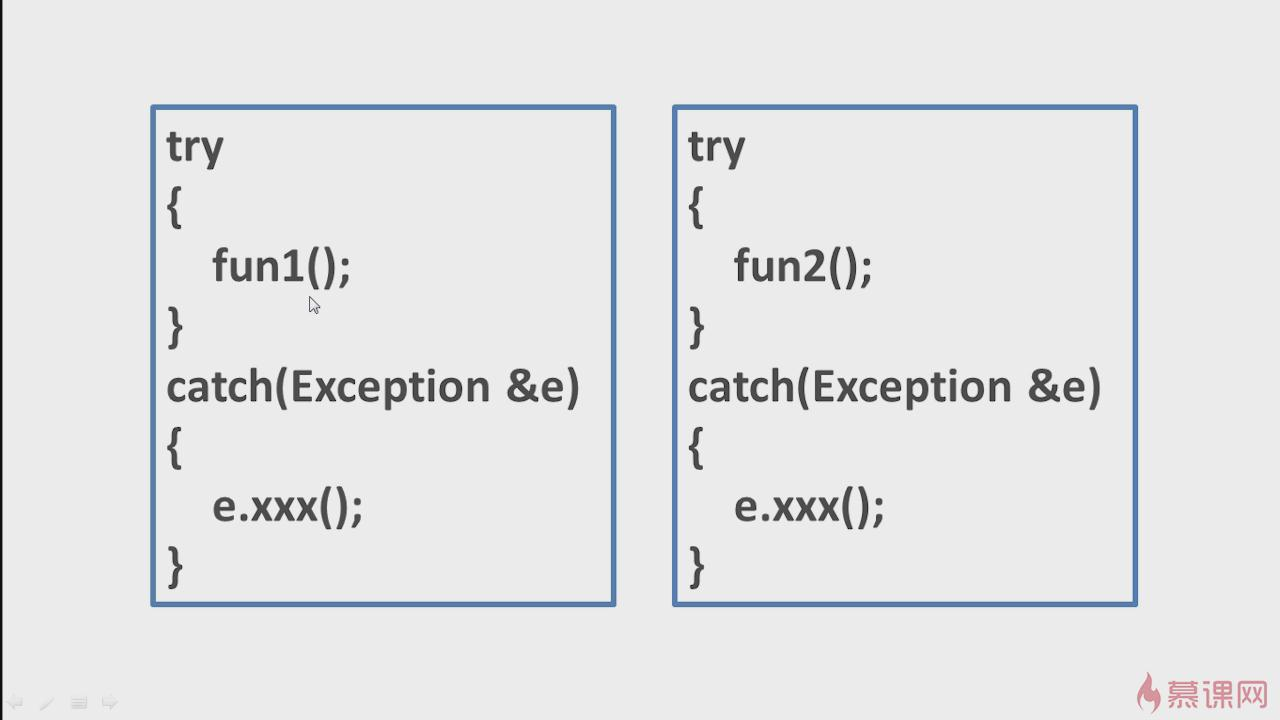 try
{
fun1();
}
catch(Exception &e)
{
e.xxx();
}
try
{
fun2();
}
catch(Exception &e)
{
e.xxx();
}
慕课网